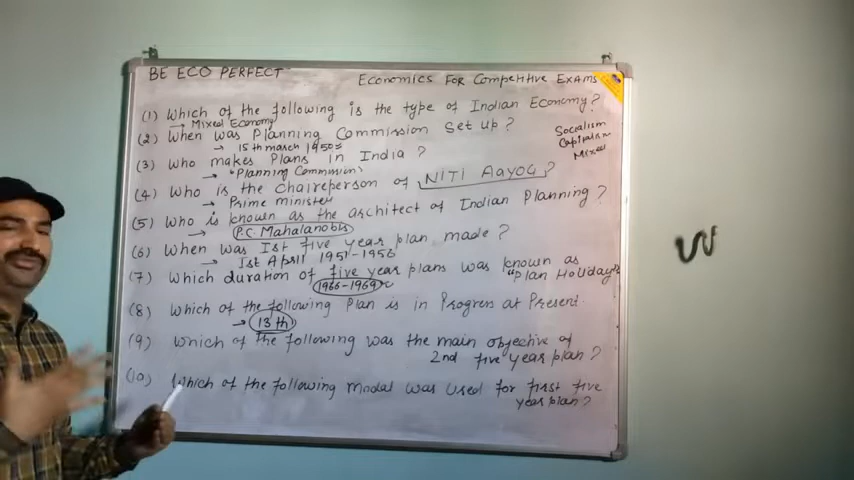 BE ECO PERFECT
Economics For Competitive Exams
(1) Which of the following is the type of Indian Economy?
→ Mixed Economy
(2) When was Planning Commission set up?
→ 15th march 1950
Socialism
Capitalism
Mixed
(3) Who makes Plans in India?
→ "Planning Commission"
(4) Who is the Chaireperson of NITI Aayog?
→ Prime minister
(5) Who is known as the architect of Indian Planning?
→ P.C. Mahalanobis
(6) When was Ist five year plan made?
→ Ist April 1951-1956
(7) Which duration of five year plans was known as
"Plan Holiday"?
1966-1969
(8) Which of the following Plan is in Progress at Present.
→ 13th
(9) Which of the following was the main objective of
2nd five year plan?
(10) Which of the following modal was used for first five
year plan?